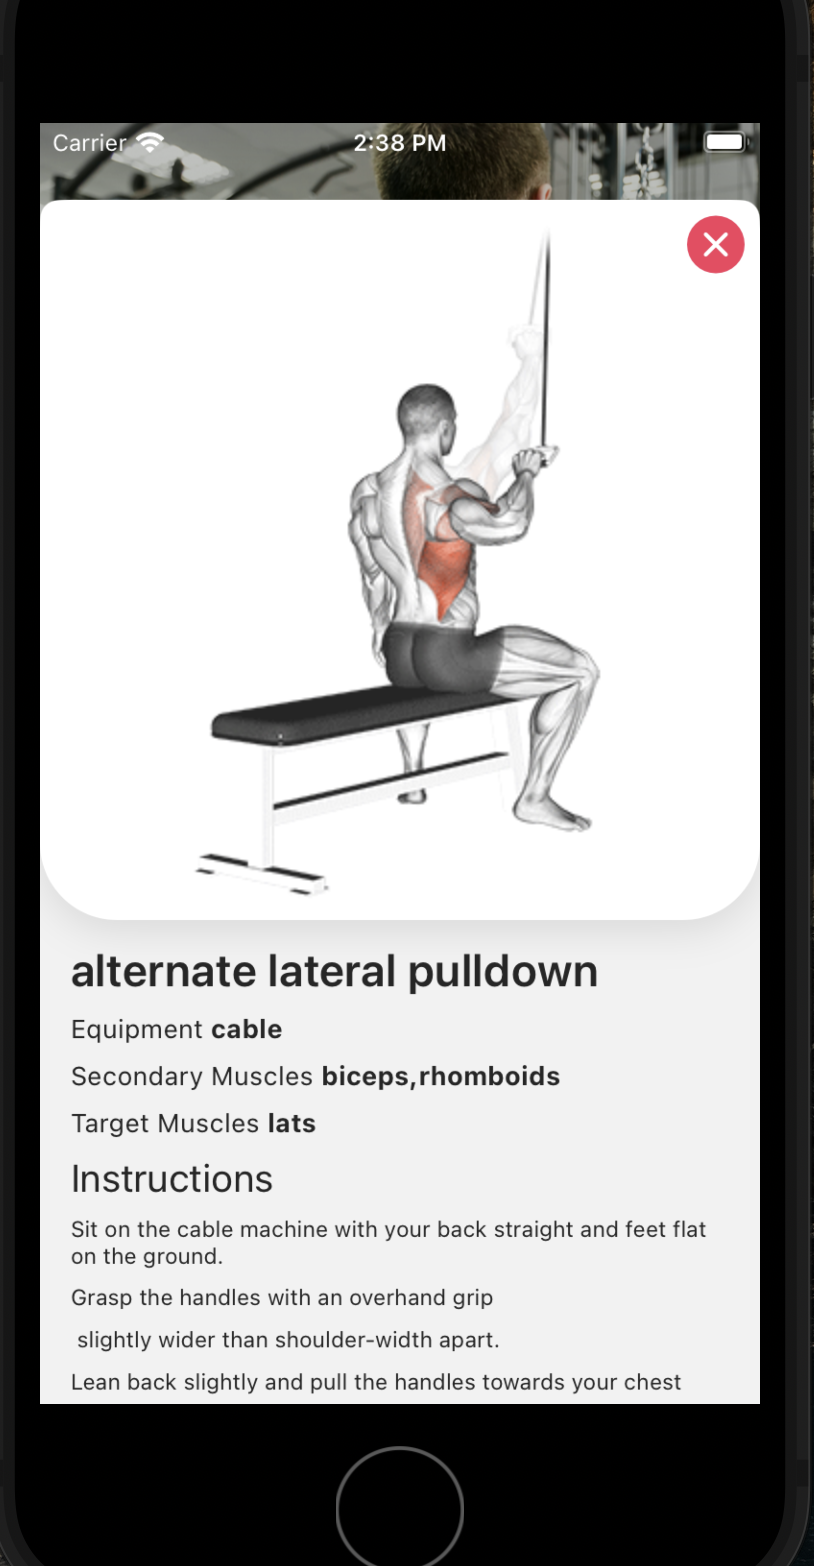 Carrier 2:38 PM
alternate lateral pulldown
Equipment cable
Secondary Muscles biceps,rhomboids
Target Muscles lats
Instructions
Sit on the cable machine with your back straight and feet flat
on the ground.
Grasp the handles with an overhand grip
slightly wider than shoulder-width apart.
Lean back slightly and pull the handles towards your chest